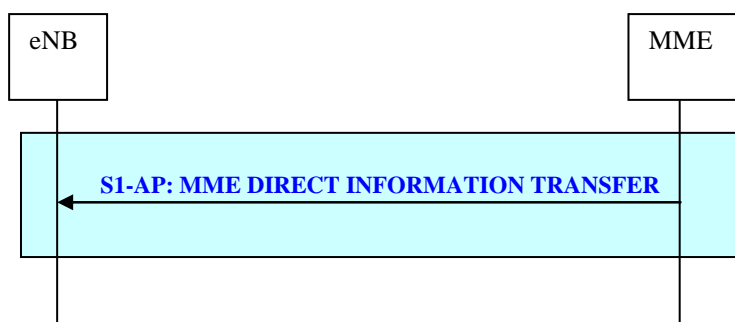 eNB
MME
S1-AP: MME DIRECT INFORMATION TRANSFER